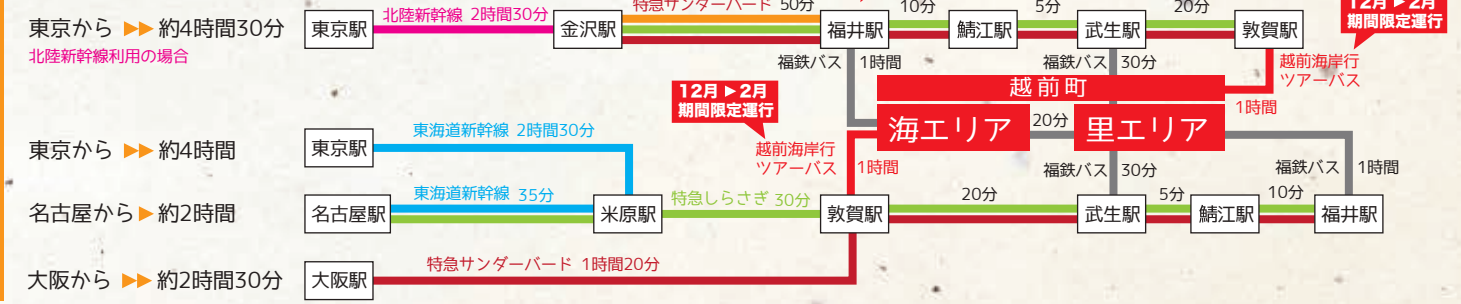 特急サンダーバード 50分
10分
5分
20分
12月 ▶ 2月
期間限定運行
東京から ▶▶ 約4時間30分
北陸新幹線利用の場合
東京駅
北陸新幹線 2時間30分
金沢駅
福井駅
鯖江駅
武生駅
敦賀駅
福鉄バス 1時間
福鉄バス 30分
越前海岸行
ツアーバス
1時間
越前町
海エリア
20分
里エリア
12月 ▶ 2月
期間限定運行
越前海岸行
ツアーバス
1時間
福鉄バス 30分
福鉄バス 1時間
東京から ▶▶ 約4時間
東京駅
東海道新幹線 2時間30分
名古屋から ▶ 約2時間
名古屋駅
東海道新幹線 35分
米原駅
特急しらさぎ 30分
敦賀駅
20分
武生駅
5分
鯖江駅
10分
福井駅
大阪から ▶▶ 約2時間30分
大阪駅
特急サンダーバード 1時間20分